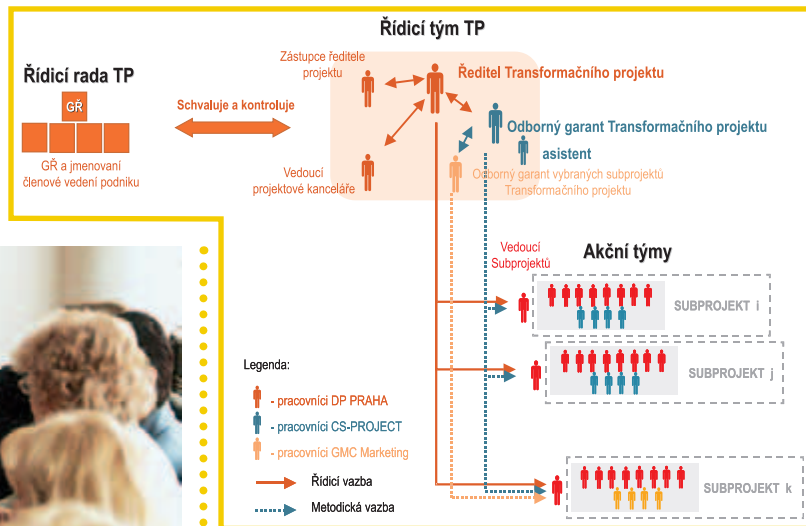 Řídicí tým TP
Řídicí rada TP
GŘ
GŘ a jmenovaní
členové vedení podniku
Schvaluje a kontroluje
Zástupce ředitele
projektu
Ředitel Transformačního projektu
Odborný garant Transformačního projektu
asistent
Vedoucí
projektové kanceláře
Odborný garant vybraných subprojektů
Transformačního projektu
Akční týmy
Vedoucí
Subprojektů
SUBPROJEKT i
SUBPROJEKT j
SUBPROJEKT k
Legenda:
- pracovníci DP PRAHA
- pracovníci CS-PROJECT
- pracovníci GMC Marketing
Řídicí vazba
Metodická vazba